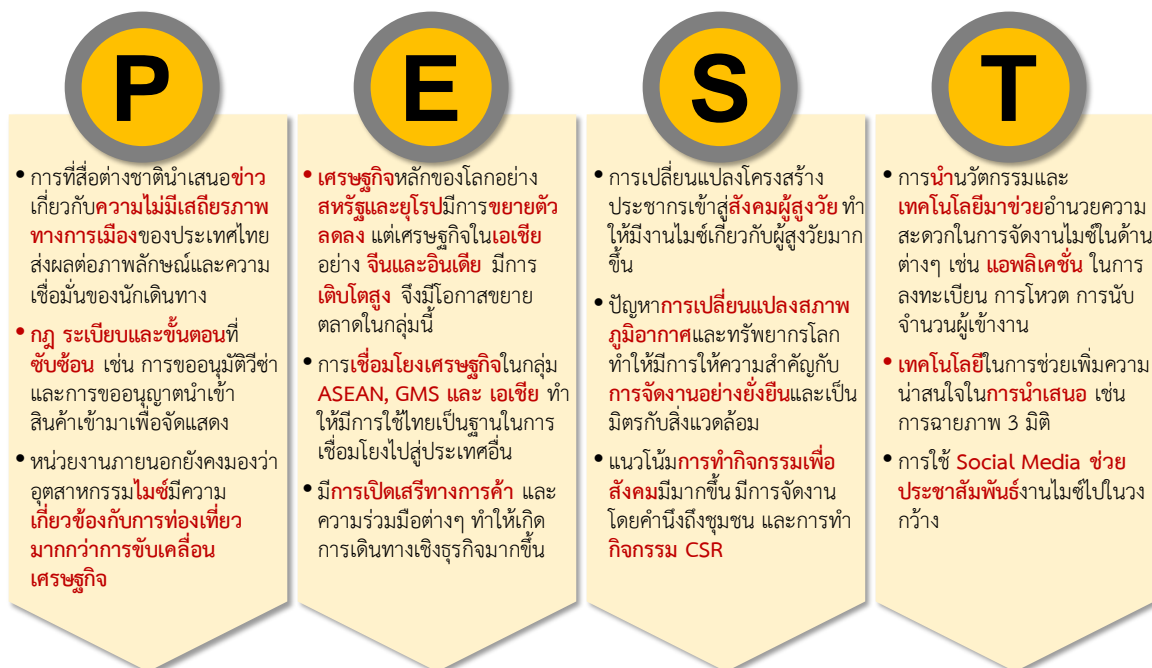 P
• การที่สื่อต่างชาตินำเสนอข่าว
เกี่ยวกับความไม่มีเสถียรภาพ
ทางการเมืองของประเทศไทย
ส่งผลต่อภาพลักษณ์และความ
เชื่อมั่นของนักเดินทาง
• กฎ ระเบียบและขั้นตอนที่
ซับซ้อน เช่น การขออนุมัติวีซ่า
และการขออนุญาตนำเข้า
สินค้าเข้ามาเพื่อจัดแสดง
• หน่วยงานภายนอกยังคงมองว่า
อุตสาหกรรมไมซ์มีความ
เกี่ยวข้องกับการท่องเที่ยว
มากกว่าการขับเคลื่อน
เศรษฐกิจ
E
• เศรษฐกิจหลักของโลกอย่าง
สหรัฐและยุโรปมีการขยายตัว
ลดลง แต่เศรษฐกิจในเอเชีย
อย่าง จีนและอินเดีย มีการ
เติบโตสูง จึงมีโอกาสขยาย
ตลาดในกลุ่มนี้
• การเชื่อมโยงเศรษฐกิจในกลุ่ม
ASEAN, GMS และ เอเชีย ทำ
ให้มีการใช้ไทยเป็นฐานในการ
เชื่อมโยงไปสู่ประเทศอื่น
• มีการเปิดเสรีทางการค้า และ
ความร่วมมือต่างๆ ทำให้เกิด
การเดินทางเชิงธุรกิจมากขึ้น
S
• การเปลี่ยนแปลงโครงสร้าง
ประชากรเข้าสู่สังคมผู้สูงวัย ทำ
ให้มีงานไมซ์เกี่ยวกับผู้สูงวัยมาก
ขึ้น
• ปัญหาการเปลี่ยนแปลงสภาพ
ภูมิอากาศและทรัพยากรโลก
ทำให้มีการให้ความสำคัญกับ
การจัดงานอย่างยั่งยืนและเป็น
มิตรกับสิ่งแวดล้อม
• แนวโน้มการทำกิจกรรมเพื่อ
สังคมมีมากขึ้น มีการจัดงาน
โดยคำนึงถึงชุมชน และการทำ
กิจกรรม CSR
T
• การนำนวัตกรรมและ
เทคโนโลยีมาช่วยอำนวยความ
สะดวกในการจัดงานไมซ์ในด้าน
ต่างๆ เช่น แอพลิเคชั่น ในการ
ลงทะเบียน การโหวต การนับ
จำนวนผู้เข้างาน
• เทคโนโลยีในการช่วยเพิ่มความ
น่าสนใจในการนำเสนอ เช่น
การฉายภาพ 3 มิติ
• การใช้ Social Media ช่วย
ประชาสัมพันธ์งานไมซ์ไปในวง
กว้าง